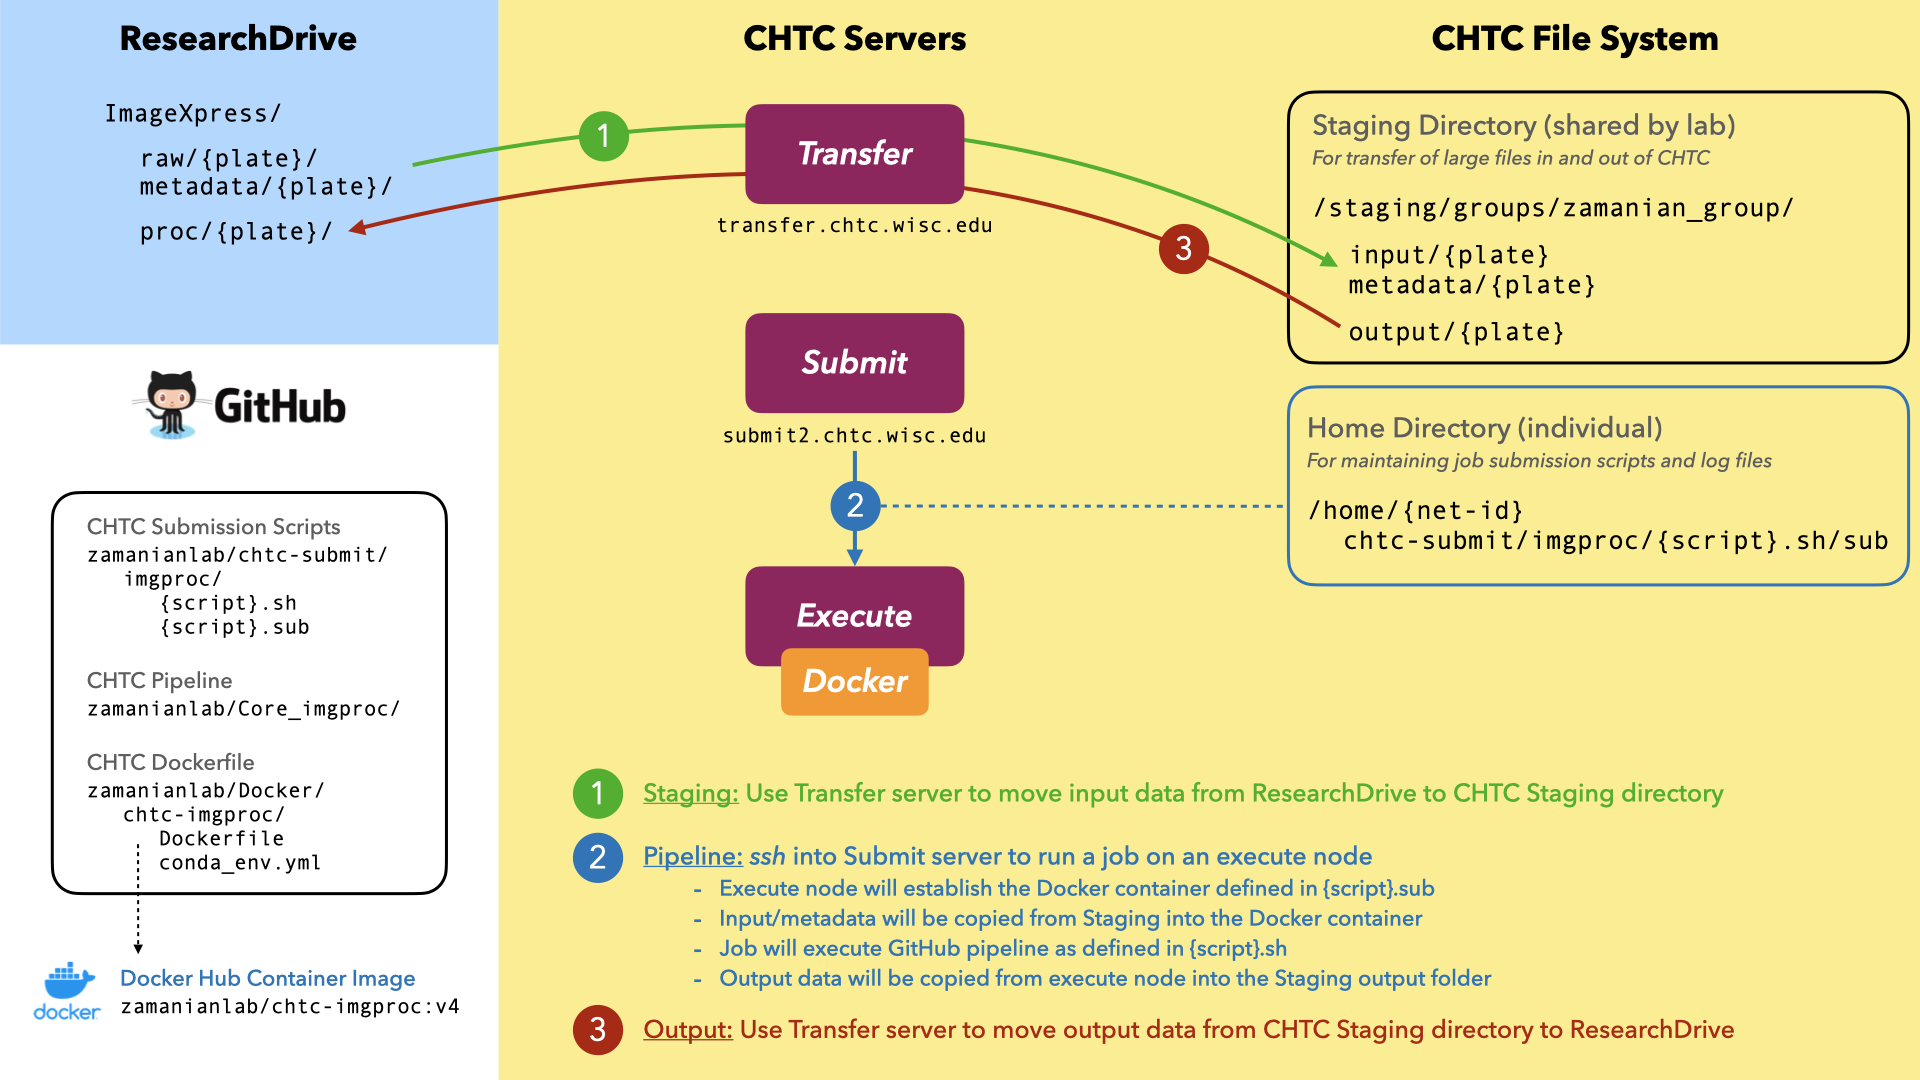 ResearchDrive
ImageXpress/
raw/{plate}/
metadata/{plate}/
proc/{plate}/
GitHub
CHTC Submission Scripts
zamanianlab/chtc-submit/
imgproc/
{script}.sh
{script}.sub
CHTC Pipeline
zamanianlab/Core_imgproc/
CHTC Dockerfile
zamanianlab/Docker/
chtc-imgproc/
Dockerfile
conda_env.yml
docker
Docker Hub Container Image
zamanianlab/chtc-imgproc:v4
CHTC Servers
1
Transfer
transfer.chtc.wisc.edu
3
Submit
submit2.chtc.wisc.edu
2
Execute
Docker
CHTC File System
Staging Directory (shared by lab)
For transfer of large files in and out of CHTC
/staging/groups/zamanian_group/
input/{plate}
metadata/{plate}
output/{plate}
Home Directory (individual)
For maintaining job submission scripts and log files
/home/{net-id}
chtc-submit/imgproc/{script}.sh/sub
1 Staging: Use Transfer server to move input data from ResearchDrive to CHTC Staging directory
2 Pipeline: ssh into Submit server to run a job on an execute node
- Execute node will establish the Docker container defined in {script}.sub
- Input/metadata will be copied from Staging into the Docker container
- Job will execute GitHub pipeline as defined in {script}.sh
- Output data will be copied from execute node into the Staging output folder
3 Output: Use Transfer server to move output data from CHTC Staging directory to ResearchDrive